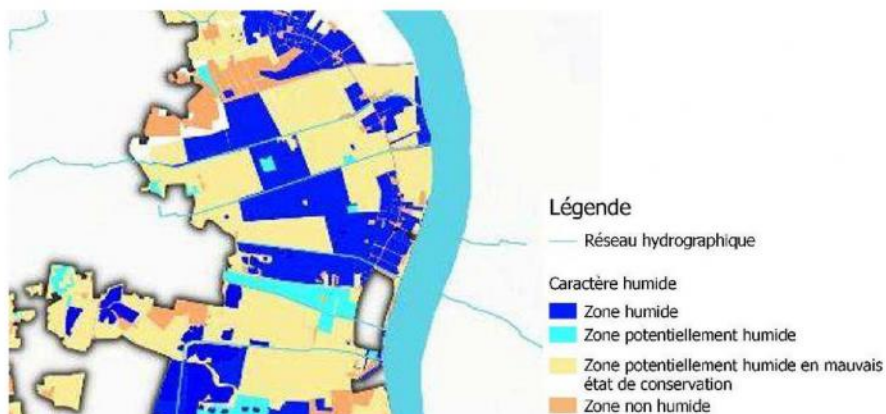 Légende
Réseau hydrographique
Caractère humide
Zone humide
Zone potentiellement humide
Zone potentiellement humide en mauvais
état de conservation
Zone non humide